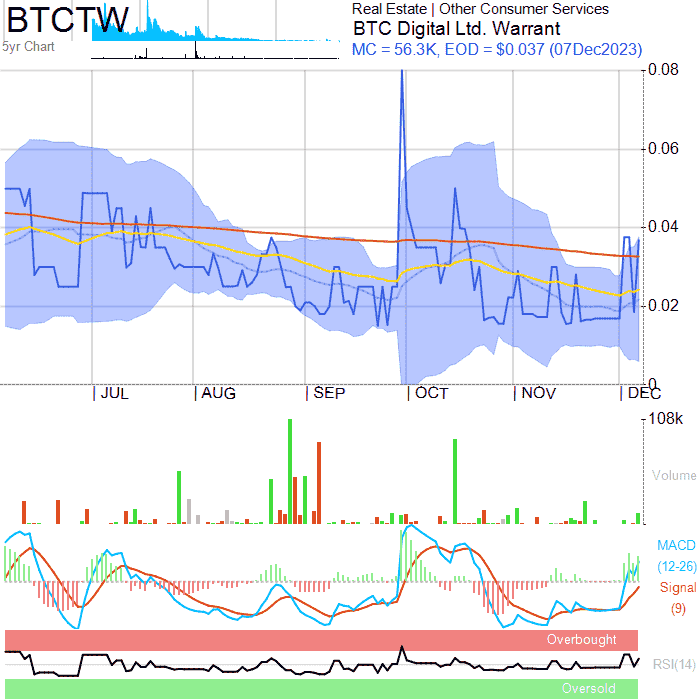 BTCTW
5yr Chart
Real Estate | Other Consumer Services
BTC Digital Ltd. Warrant
MC = 56.3K, EOD = $0.037 (07Dec2023)
0.08
0.06
0.04
0.02
0
JUL
AUG
SEP
OCT
NOV
DEC
108k
Volume
MACD
(12-26)
Signal
(9)
Overbought
RSI(14)
Oversold